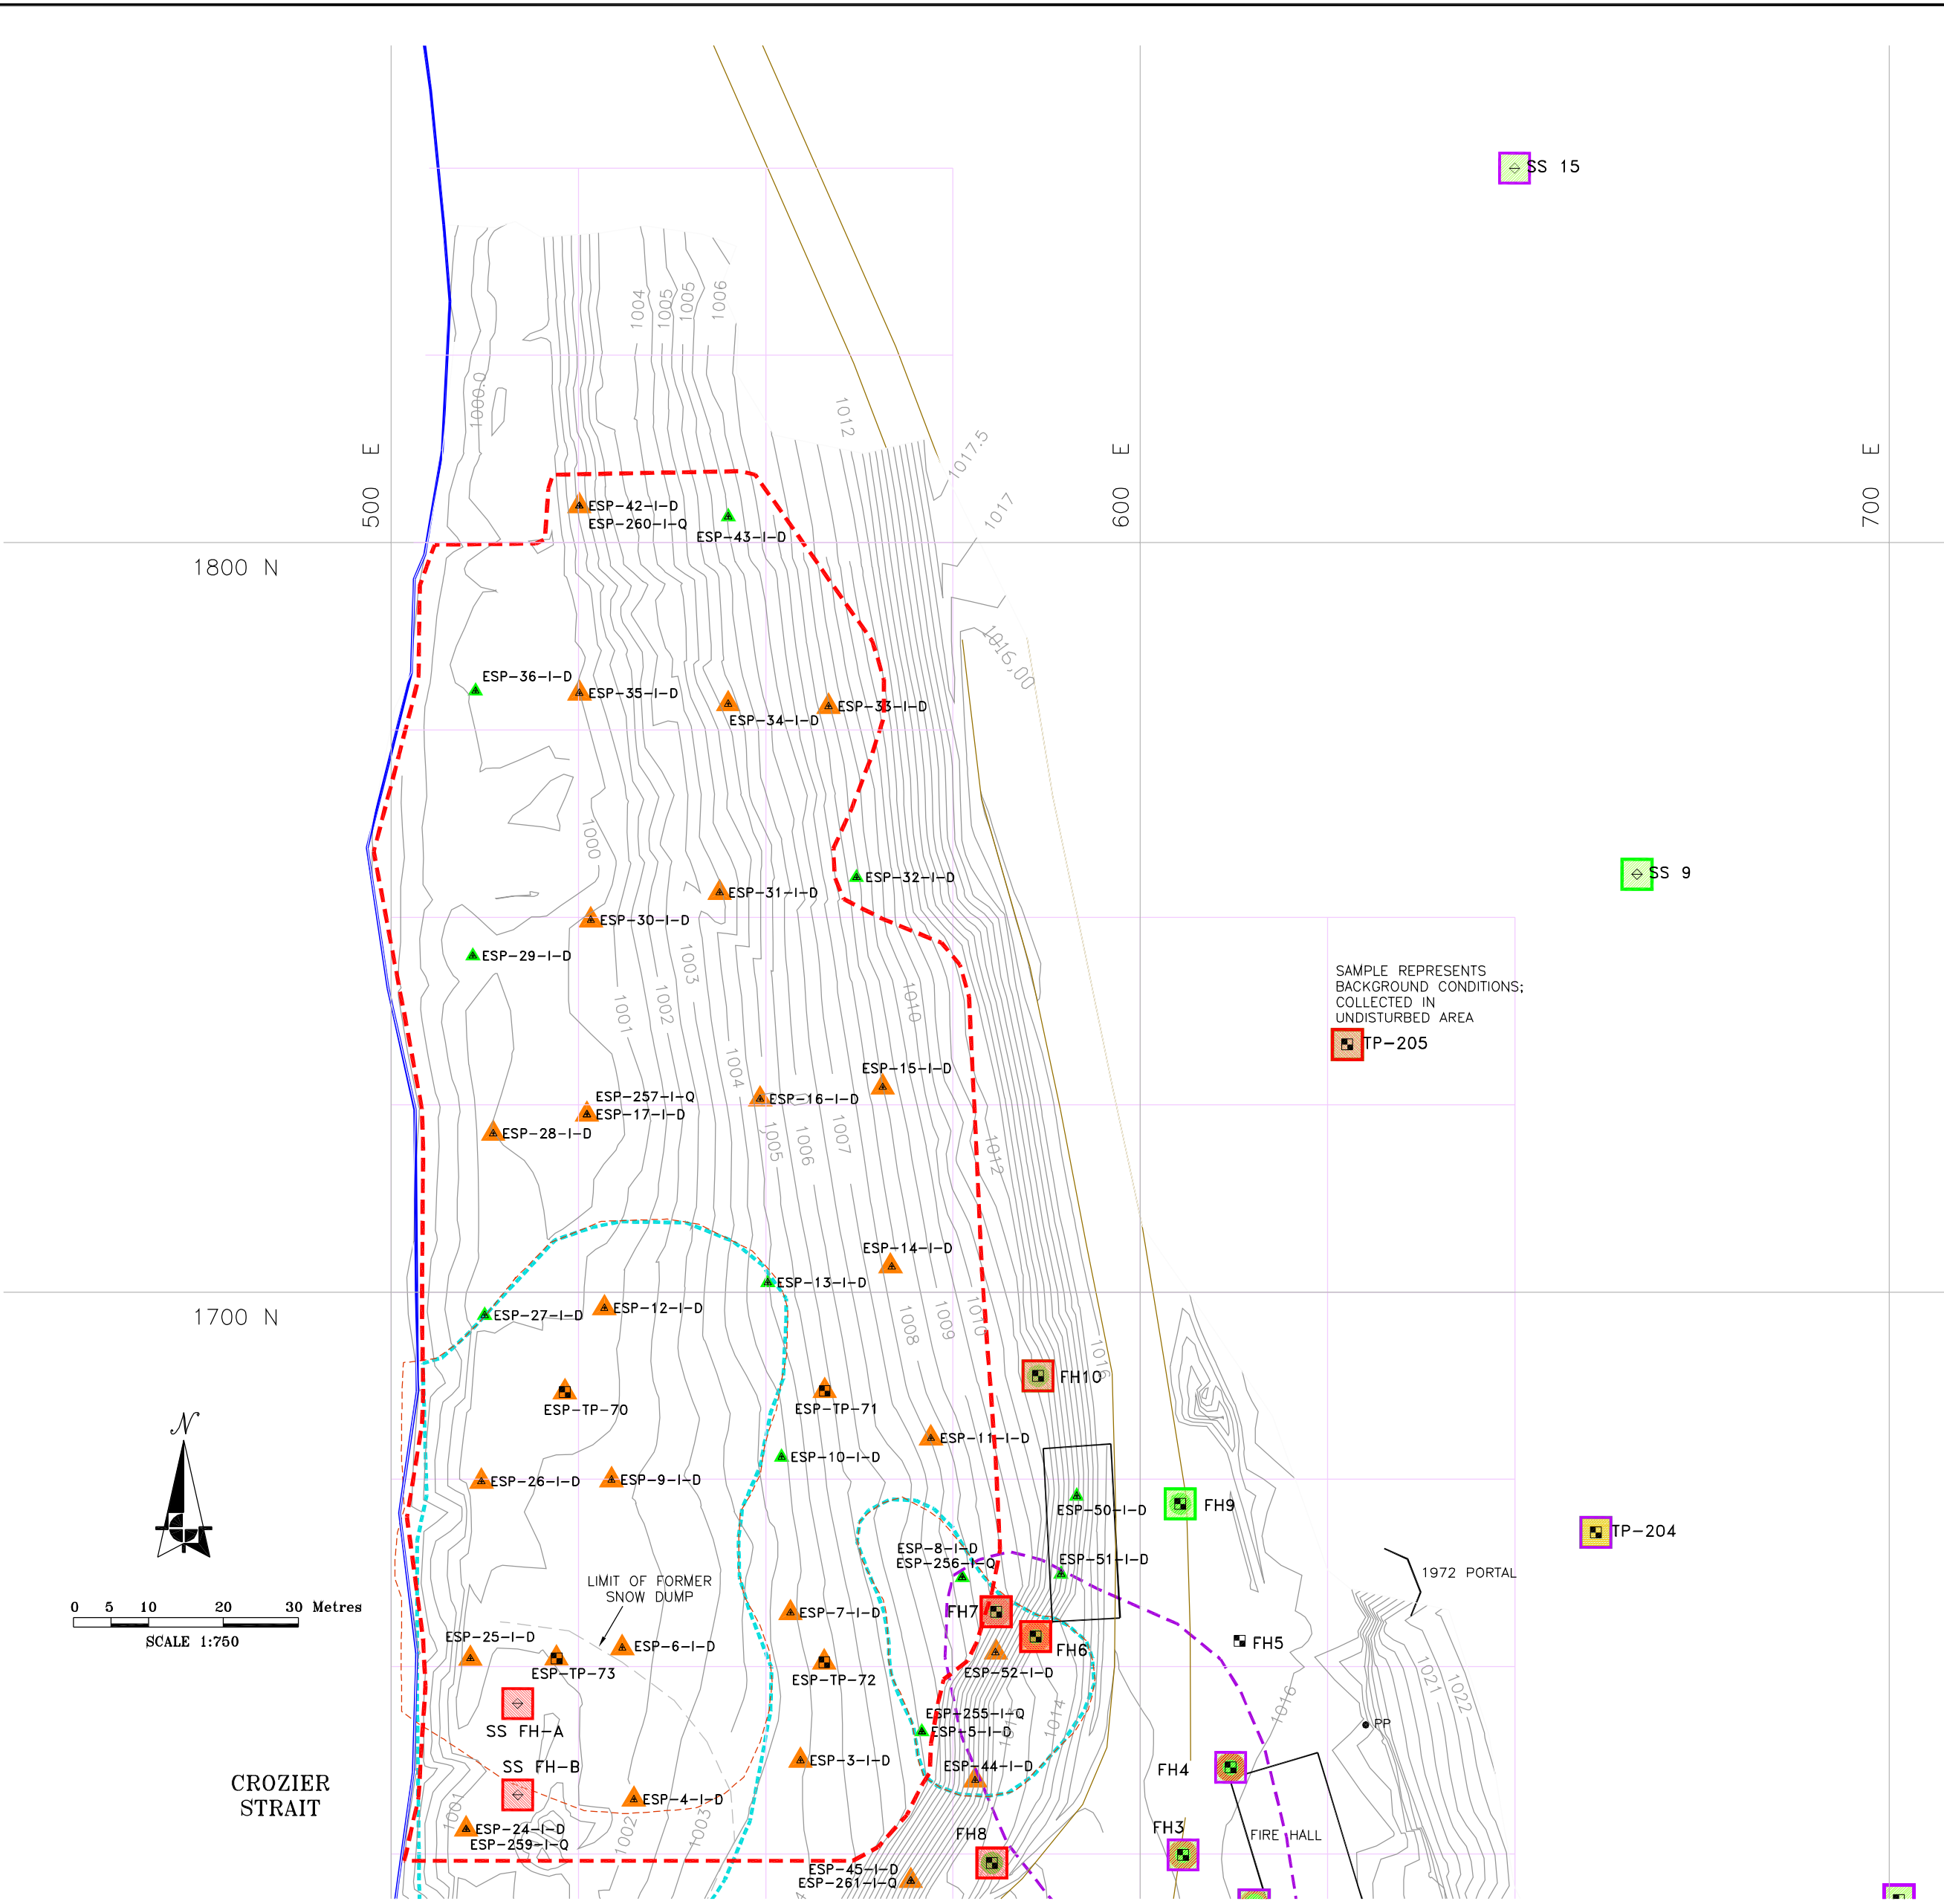 SS 15
1004
1005
1005
1006
1000.0
1012
1017.5
500 E
600 E
700 E
1017
ESP-42-I-D
ESP-260-I-Q
ESP-43-I-D
1800 N
1016.00
ESP-36-I-D
ESP-35-I-D
ESP-34-I-D
ESP-33-I-D
1000
ESP-31-I-D
ESP-32-I-D
SS 9
ESP-30-I-D
ESP-29-I-D
1003
1002
1001
1010
SAMPLE REPRESENTS
BACKGROUND CONDITIONS;
COLLECTED IN
UNDISTURBED AREA
TP-205
1004
ESP-15-I-D
ESP-257-I-Q
ESP-17-I-D
ESP-16-I-D
ESP-28-I-D
1005
1006
1007
1012
ESP-14-I-D
ESP-13-I-D
ESP-27-I-D
ESP-12-I-D
1700 N
1008
1009
1010
1016
FH10
ESP-TP-70
ESP-TP-71
ESP-11-I-D
ESP-10-I-D
ESP-26-I-D
ESP-9-I-D
N
ESP-50-I-D
FH9
TP-204
ESP-8-I-D
ESP-256-I-Q
ESP-51-I-D
1972 PORTAL
LIMIT OF FORMER
SNOW DUMP
0 5 10 20 30 Metres
SCALE 1:750
ESP-7-I-D
FH7
FH6
FH5
ESP-25-I-D
ESP-6-I-D
ESP-TP-73
ESP-TP-72
ESP-52-I-D
1021
1022
1016
1014
SS FH-A
ESP-255-I-Q
ESP-5-I-D
PP
SS FH-B
ESP-3-I-D
ESP-44-I-D
FH4
CROZIER
STRAIT
ESP-4-I-D
1001
1002
1003
ESP-24-I-D
ESP-259-I-Q
FH8
FH3
FIRE HALL
ESP-45-I-D
ESP-261-I-Q